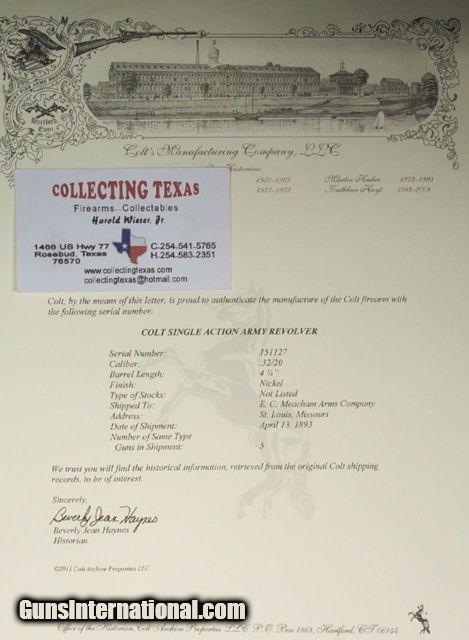 Hartford,
Conn.
Colt's Manufacturing Company, LLC
Historians
1950-1965
Martin Huber
1972-1993
1957-1972
Kathleen Hoyt
1988-2008
COLLECTING TEXAS
Firearms--Collectables
Harold Wieser, Jr.
1466 US Hwy 77
Rosebud, Texas
76570
C-254-541-5765
H-254.583-2351
www.collectingtexas.com
collectingtexas@hotmail.com
Colt, by the means of this letter, is proud to authenticate the manufacture of the Colt firearm with
the following serial number:
COLT SINGLE ACTION ARMY REVOLVER
Serial Number: 151127
Caliber: .32/20
Barrel Length: 4 ¾"
Finish: Nickel
Type of Stocks: Not Listed
Shipped To: E. C. Meacham Arms Company
Address: St. Louis, Missouri
Date of Shipment: April 13, 1893
Number of Same Type
Guns in Shipment: 5
We trust you will find the historical information, retrieved from the original Colt shipping
records, to be of interest.
Sincerely,
Beverly Jean Haynes
Beverly Jean Haynes
Historian
©2011 Colt Archive Properties LLC
GunsInternational.com
Office of the Historian, Colt Archive Properties LLC P.O. Box 1868, Hartford, CT 06144